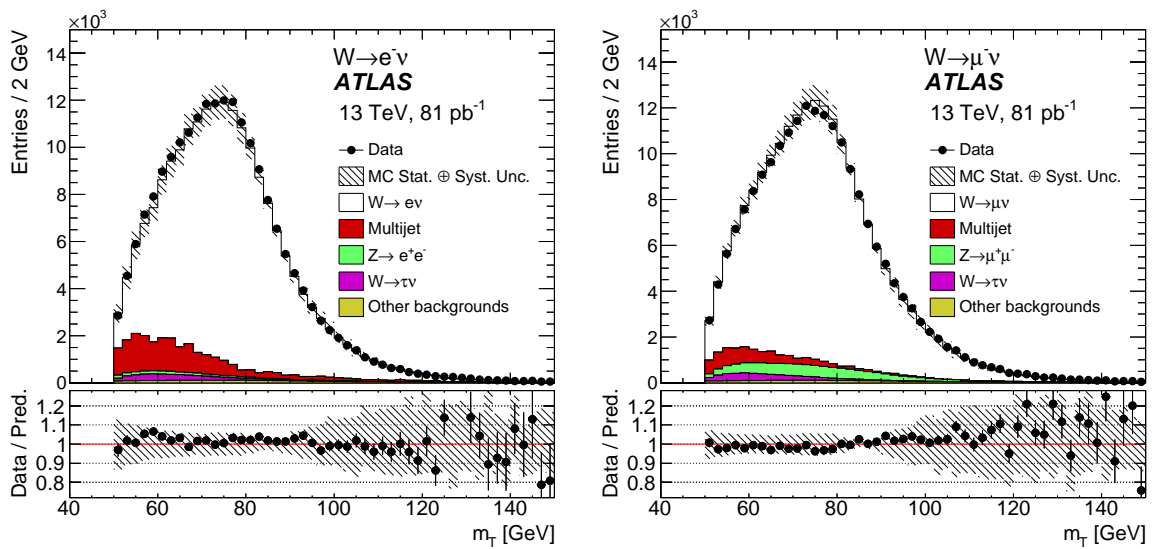 ×10³
Entries / 2 GeV
14
12
10
8
6
4
2
0
W→e⁻ν
ATLAS
13 TeV, 81 pb⁻¹
Data
MC Stat. ⊕ Syst. Unc.
W→ eν
Multijet
Z→ e⁺e⁻
W→τν
Other backgrounds
Data / Pred.
1.2
1.1
1
0.9
0.8
40 60 80 100 120 140
m_T [GeV]
×10³
Entries / 2 GeV
14
12
10
8
6
4
2
0
W→μ⁻ν
ATLAS
13 TeV, 81 pb⁻¹
Data
MC Stat. ⊕ Syst. Unc.
W→μν
Multijet
Z→μ⁺μ⁻
W→τν
Other backgrounds
Data / Pred.
1.2
1.1
1
0.9
0.8
40 60 80 100 120 140
m_T [GeV]